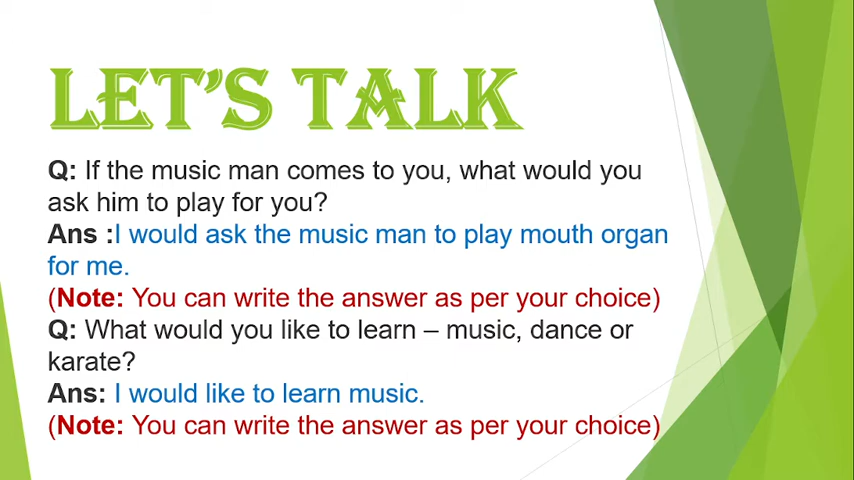 LET'S TALK
Q: If the music man comes to you, what would you
ask him to play for you?
Ans :I would ask the music man to play mouth organ
for me.
(Note: You can write the answer as per your choice)
Q: What would you like to learn – music, dance or
karate?
Ans: I would like to learn music.
(Note: You can write the answer as per your choice)